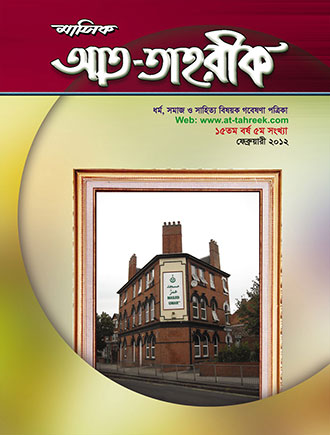 মাসিক
আত-তাহরীক
ধর্ম, সমাজ ও সাহিত্য বিষয়ক গবেষণা পত্রিকা
Web: www.at-tahreek.com
১৫তম বর্ষ ৫ম সংখ্যা
ফেব্রুয়ারী ২০১২